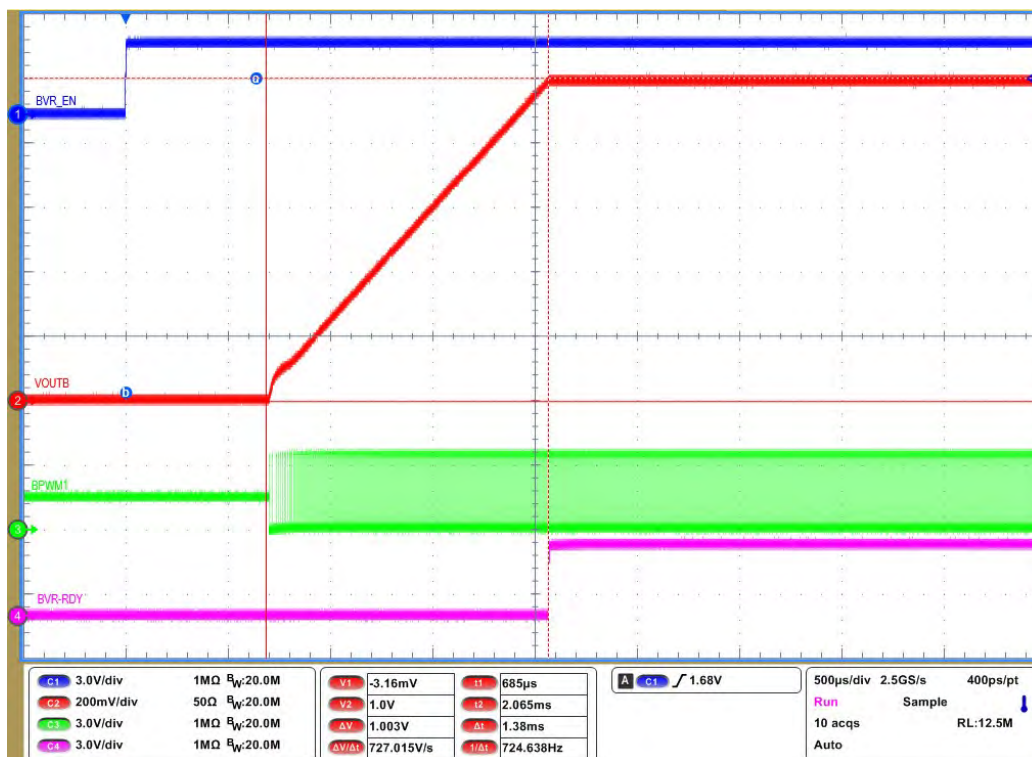 BVR_EN
1
b
VOUTB
b
2
BPWM1
3
BVR-RDY
4
C1 3.0V/div 1MΩ BW:20.0M
C2 200mV/div 50Ω BW:20.0M
C3 3.0V/div 1MΩ BW:20.0M
C4 3.0V/div 1MΩ BW:20.0M
V1 -3.16mV t1 685µs
V2 1.0V t2 2.065ms
ΔV 1.003V Δt 1.38ms
ΔV/Δt 727.015V/s 1/Δt 724.638Hz
A C1 1.68V
500µs/div 2.5GS/s 400ps/pt
Run Sample
10 acqs RL:12.5M
Auto